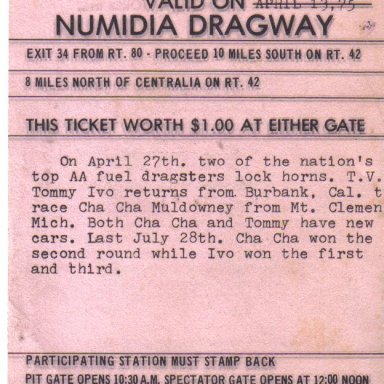 VALID ON APRIL 13, 75
NUMIDIA DRAGWAY
EXIT 34 FROM RT. 80 - PROCEED 10 MILES SOUTH ON RT. 42
8 MILES NORTH OF CENTRALIA ON RT. 42
THIS TICKET WORTH $1.00 AT EITHER GATE
On April 27th. two of the nation's
top AA fuel dragsters lock horns. T.V.
Tommy Ivo returns from Burbank, Cal. t
race Cha Cha Muldowney from Mt. Clemen
Mich. Both Cha Cha and Tommy have new
cars. Last July 28th. Cha Cha won the
second round while Ivo won the first
and third.
PARTICIPATING STATION MUST STAMP BACK
PIT GATE OPENS 10:30 A.M. SPECTATOR GATE OPENS AT 12:00 NOON